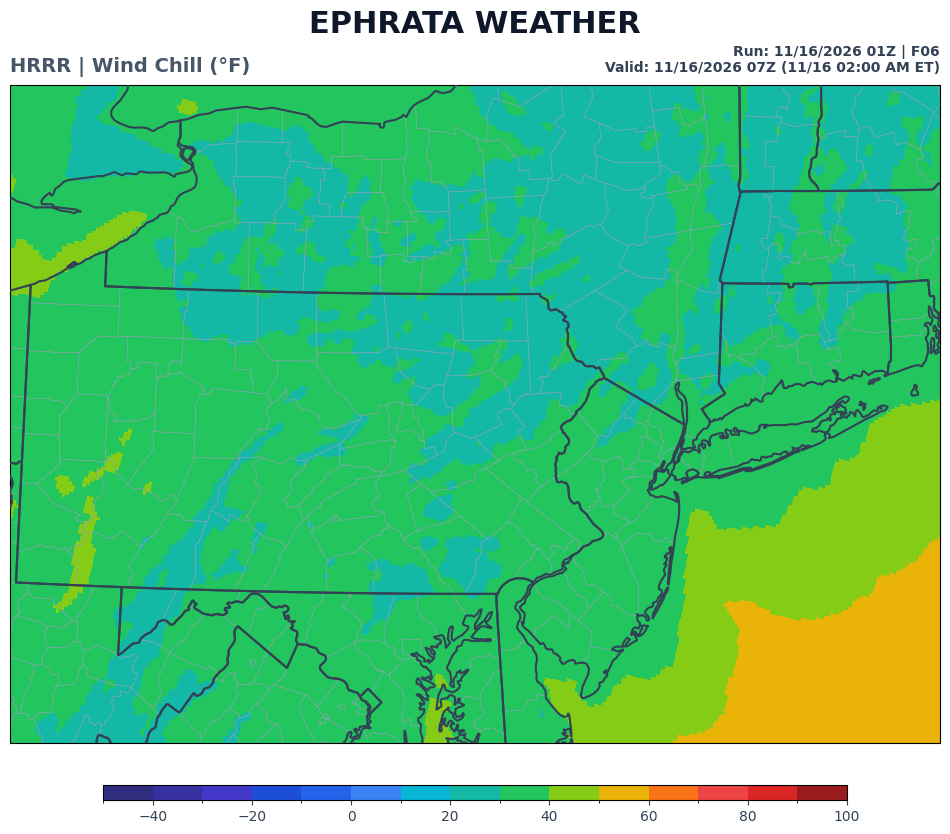 EPHRATA WEATHER
HRRR | Wind Chill (°F)
Run: 11/16/2026 01Z | F06
Valid: 11/16/2026 07Z (11/16 02:00 AM ET)
−40 −20 0 20 40 60 80 100